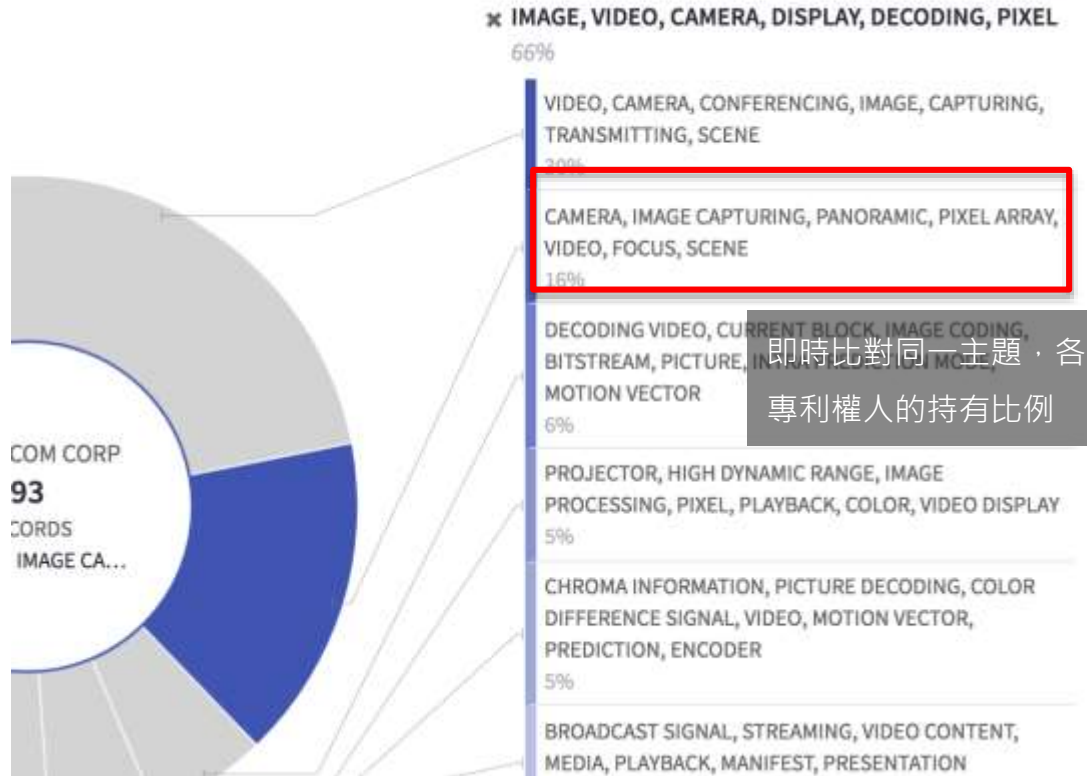 ✖ IMAGE, VIDEO, CAMERA, DISPLAY, DECODING, PIXEL
66%
VIDEO, CAMERA, CONFERENCING, IMAGE, CAPTURING,
TRANSMITTING, SCENE
30%
CAMERA, IMAGE CAPTURING, PANORAMIC, PIXEL ARRAY,
VIDEO, FOCUS, SCENE
16%
DECODING VIDEO, CURRENT BLOCK, IMAGE CODING,
BITSTREAM, PICTURE, INTRA PREDICTION MODE,
MOTION VECTOR
6%
即時比對同一主題，各
專利權人的持有比例
PROJECTOR, HIGH DYNAMIC RANGE, IMAGE
PROCESSING, PIXEL, PLAYBACK, COLOR, VIDEO DISPLAY
5%
CHROMA INFORMATION, PICTURE DECODING, COLOR
DIFFERENCE SIGNAL, VIDEO, MOTION VECTOR,
PREDICTION, ENCODER
5%
BROADCAST SIGNAL, STREAMING, VIDEO CONTENT,
MEDIA, PLAYBACK, MANIFEST, PRESENTATION
COM CORP
93
CORDS
IMAGE CA...